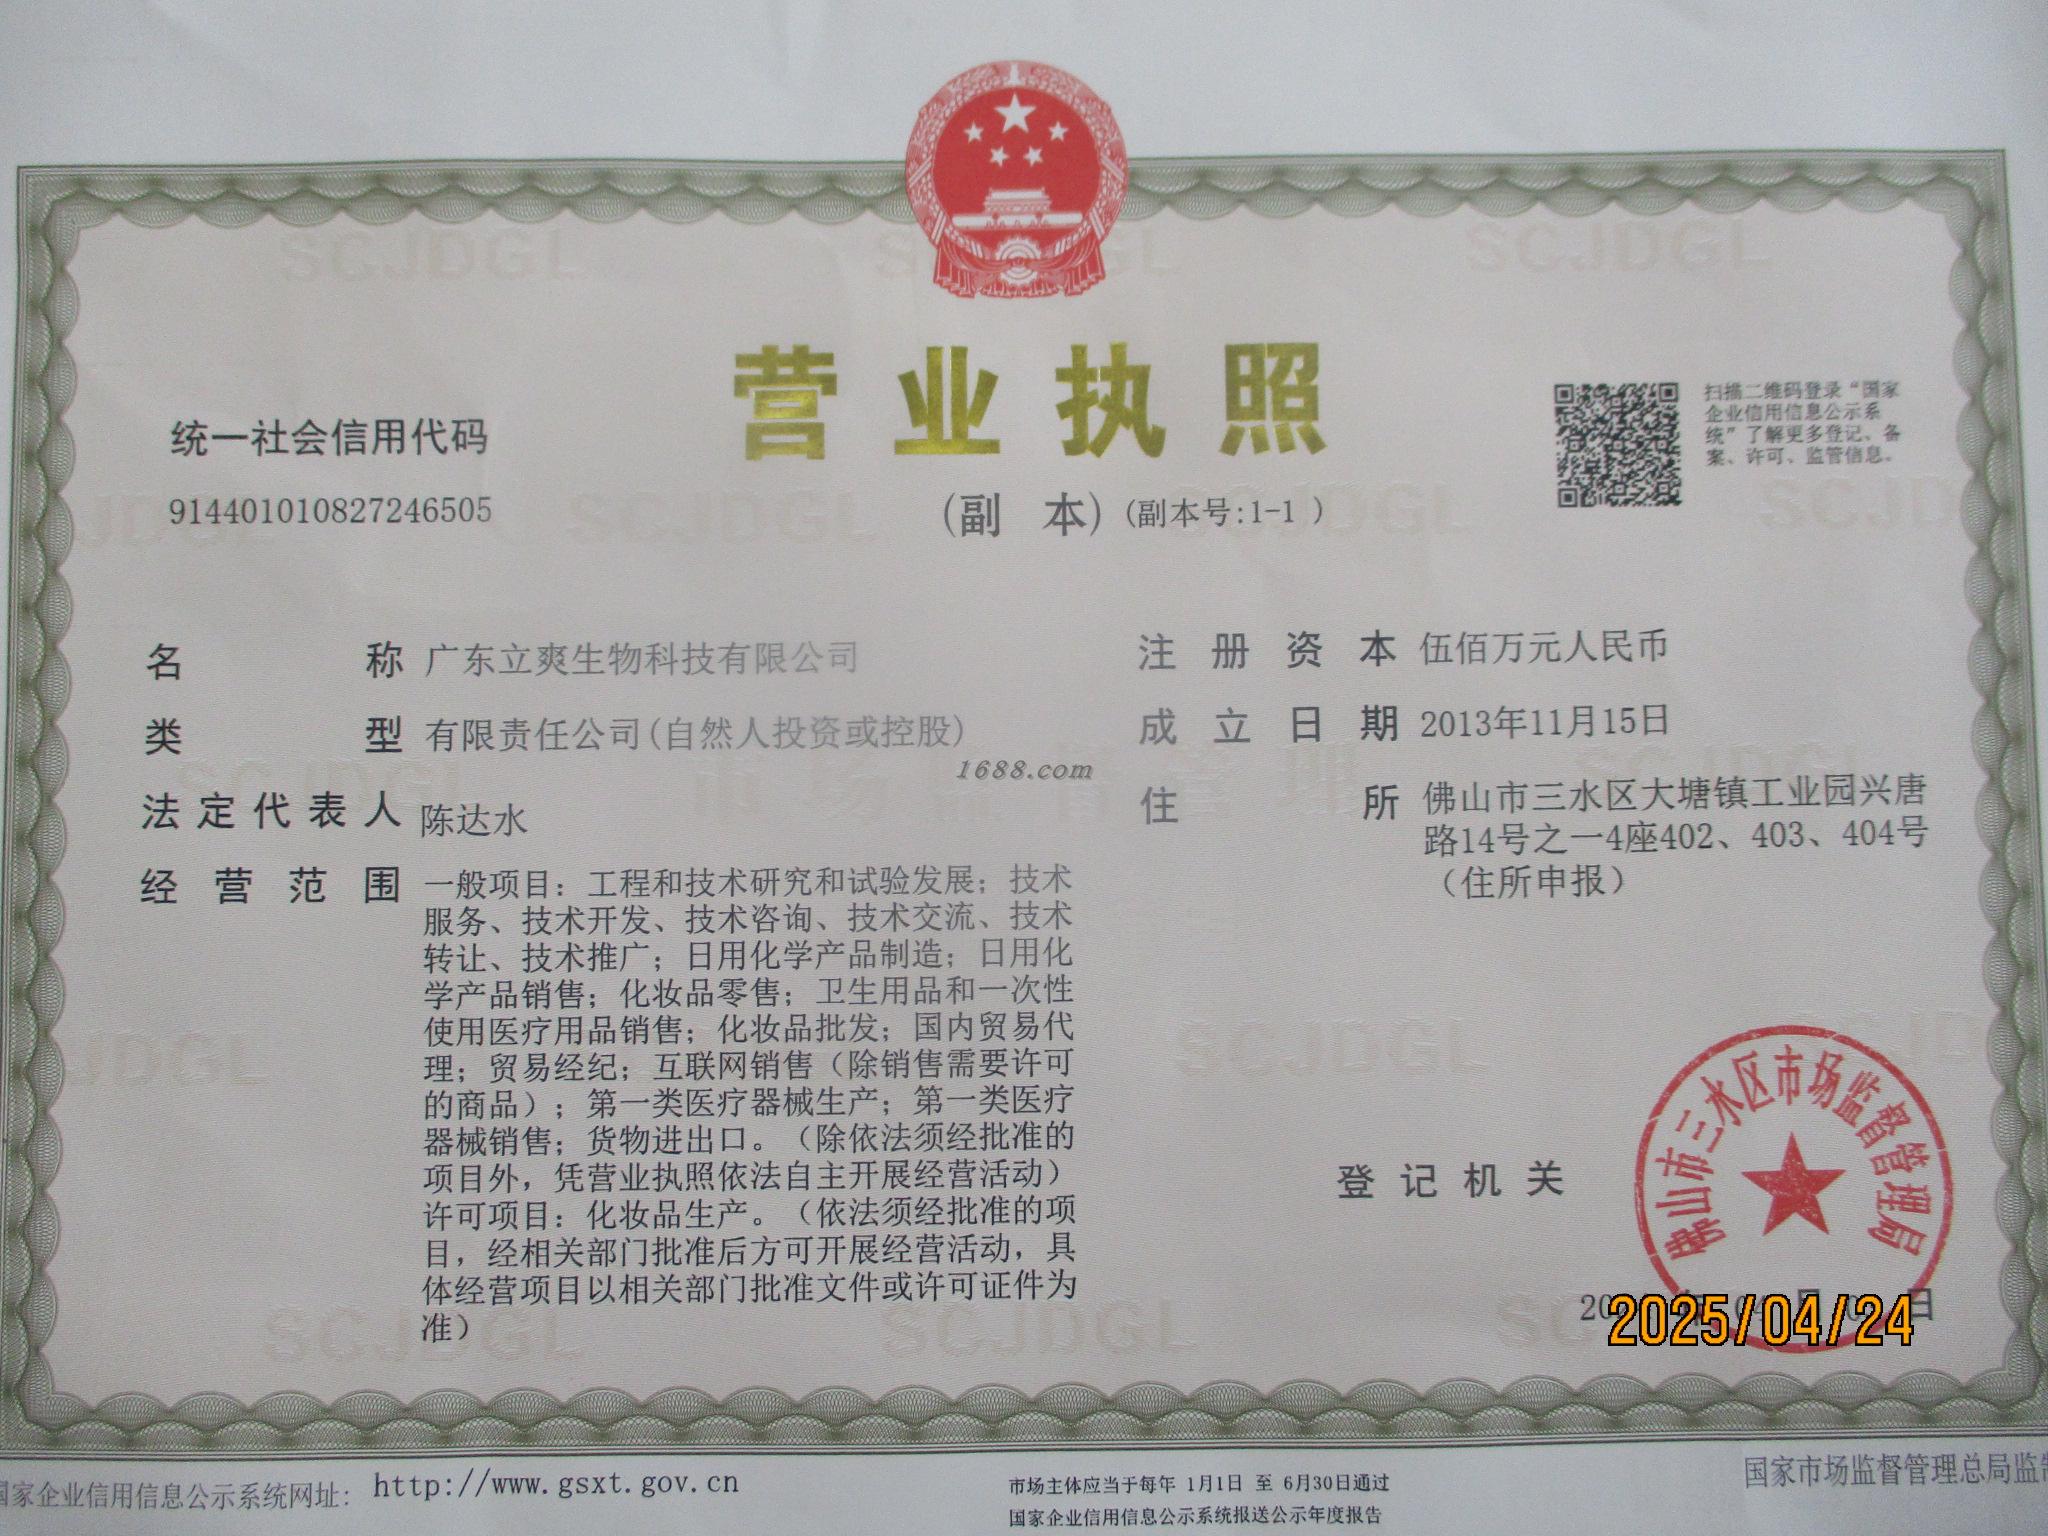 营业执照
(副 本)(副本号:1-1 )
统一社会信用代码
914401010827246505
扫描二维码登录“国家
企业信用信息公示系
统”了解更多登记、备
案、许可、监管信息。
名 称 广东立爽生物科技有限公司
类 型 有限责任公司(自然人投资或控股)
法定代表人 陈达水
经营范围 一般项目：工程和技术研究和试验发展；技术
服务、技术开发、技术咨询、技术交流、技术
转让、技术推广；日用化学产品制造；日用化
学产品销售；化妆品零售；卫生用品和一次性
使用医疗用品销售；化妆品批发；国内贸易代
理；贸易经纪；互联网销售（除销售需要许可
的商品）；第一类医疗器械生产；第一类医疗
器械销售；货物进出口。（除依法须经批准的
项目外，凭营业执照依法自主开展经营活动）
许可项目：化妆品生产。（依法须经批准的项
目，经相关部门批准后方可开展经营活动，具
体经营项目以相关部门批准文件或许可证件为
准）
注册资本 伍佰万元人民币
成立日期 2013年11月15日
住 所 佛山市三水区大塘镇工业园兴唐
路14号之一4座402、403、404号
（住所申报）
1688.com
登记机关
佛山市三水区市场监督管理局
年 月 日
2025/04/24
国家企业信用信息公示系统网址: http://www.gsxt.gov.cn
市场主体应当于每年 1月1日 至 6月30日通过
国家企业信用信息公示系统报送公示年度报告
国家市场监督管理总局监制
SCJDGL